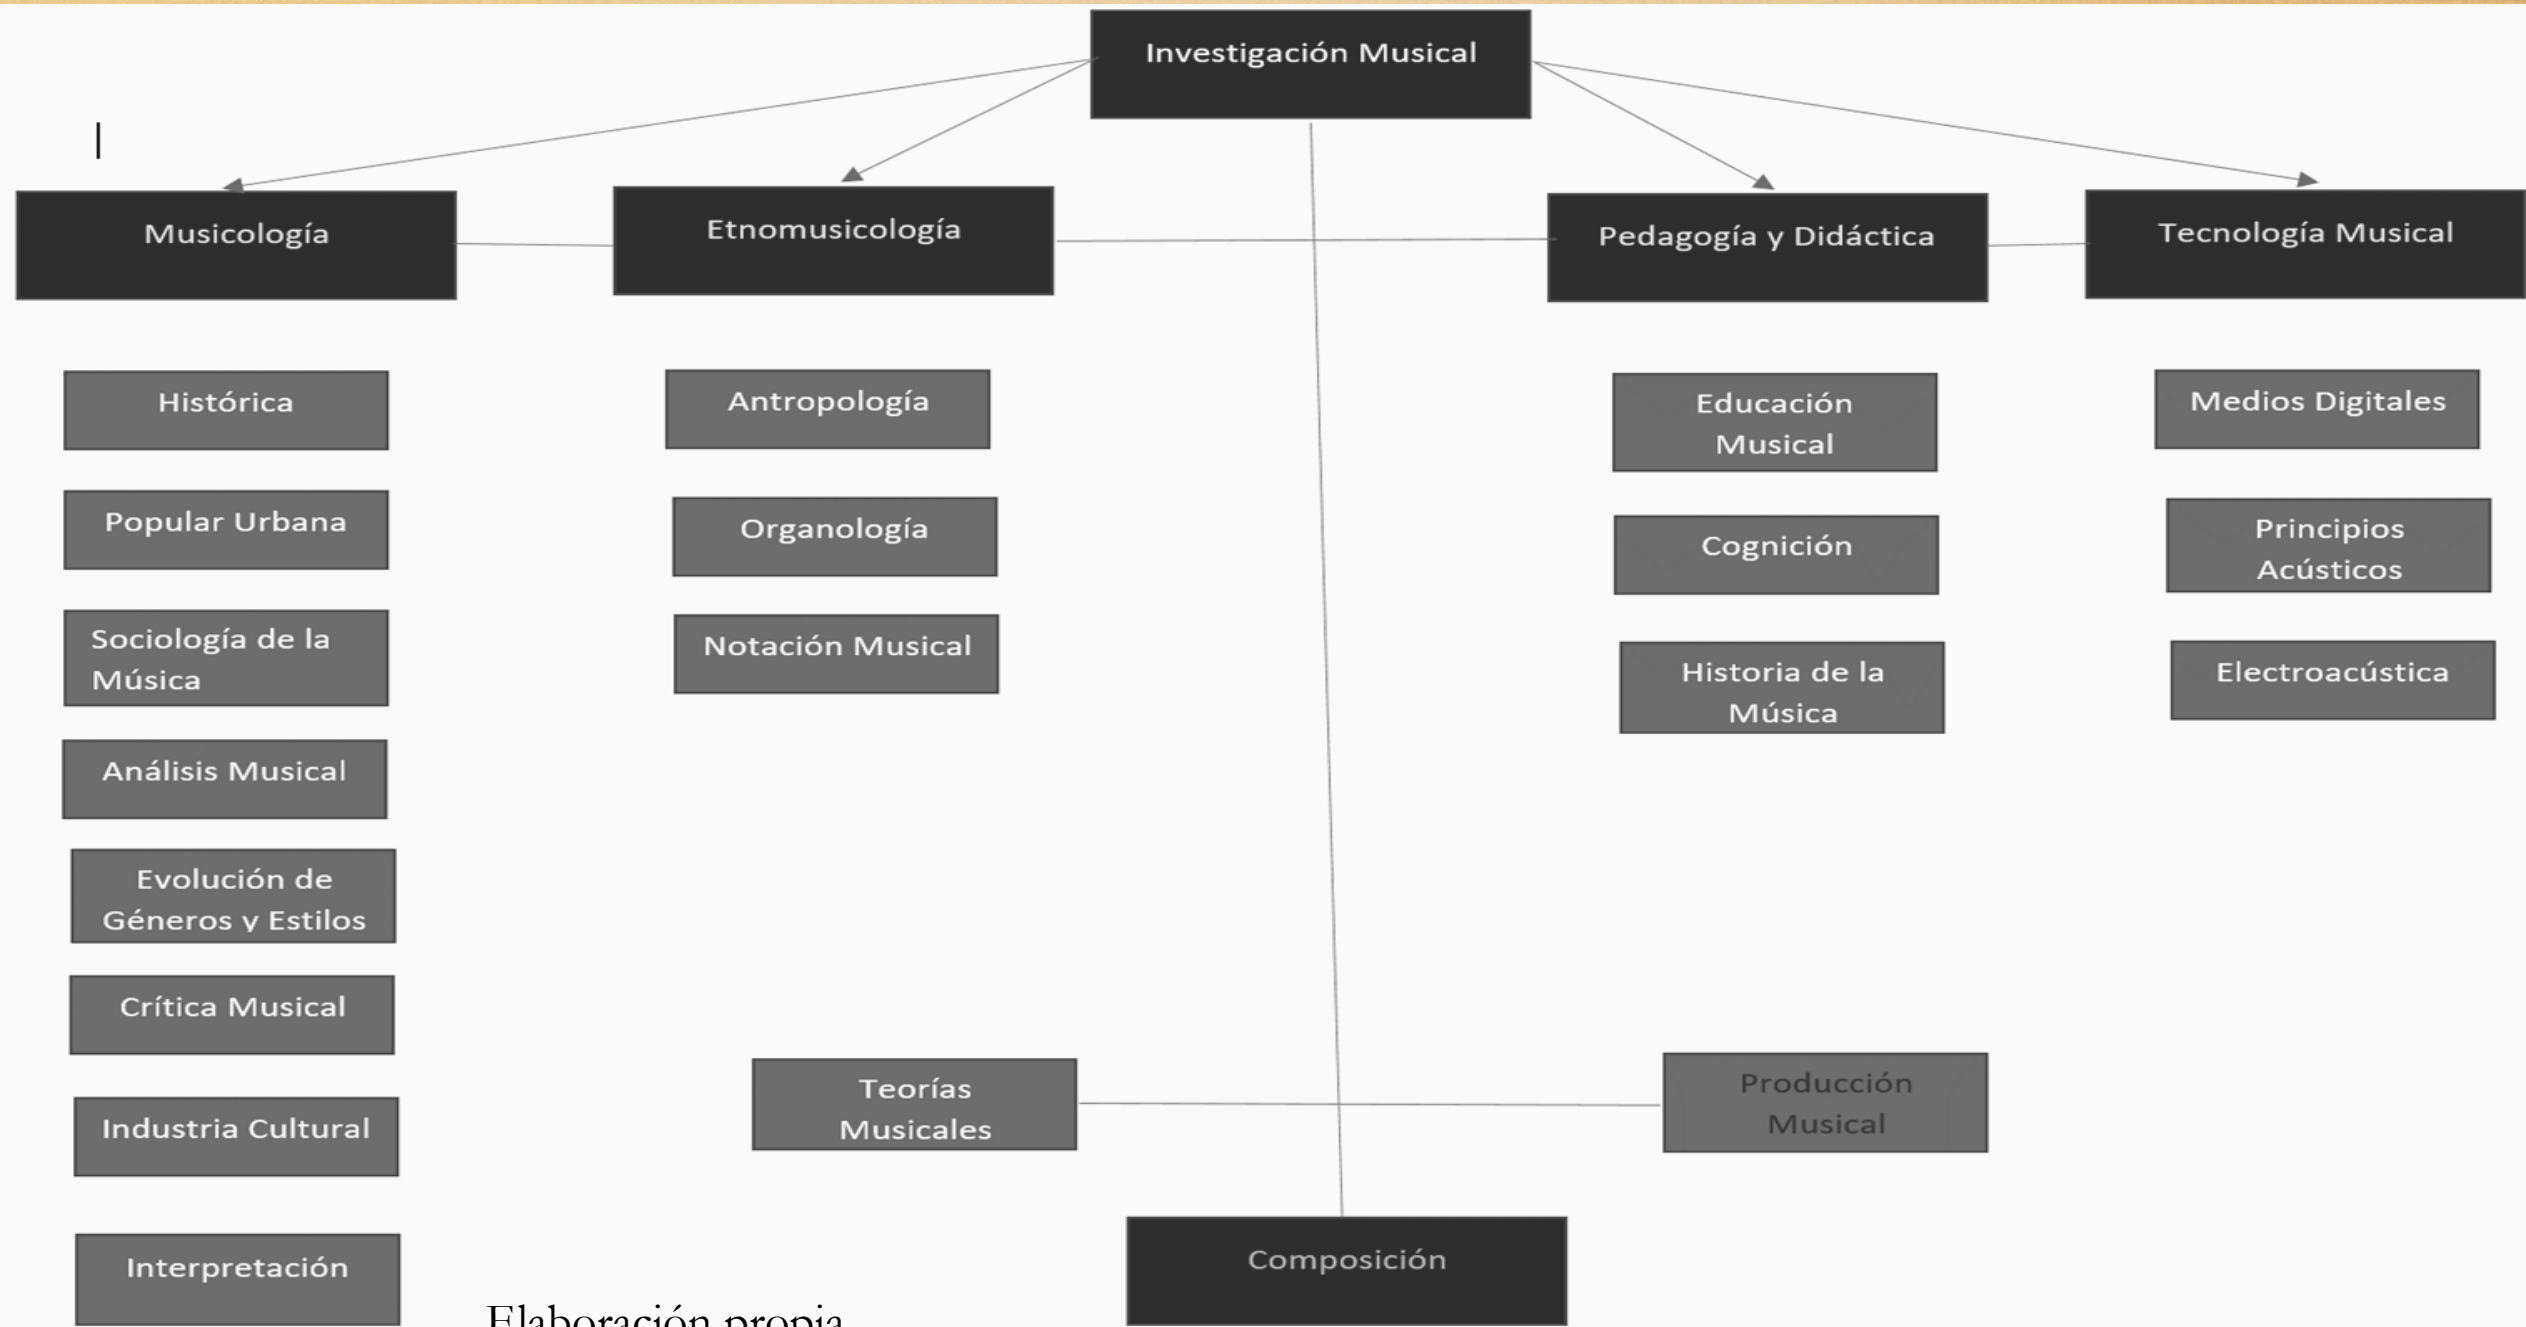 Investigación Musical
Musicología
Etnomusicología
Pedagogía y Didáctica
Tecnología Musical
Histórica
Popular Urbana
Sociología de la
Música
Análisis Musical
Evolución de
Géneros y Estilos
Crítica Musical
Industria Cultural
Interpretación
Antropología
Organología
Notación Musical
Educación
Musical
Cognición
Historia de la
Música
Medios Digitales
Principios
Acústicos
Electroacústica
Teorías
Musicales
Producción
Musical
Composición
Elaboración propia